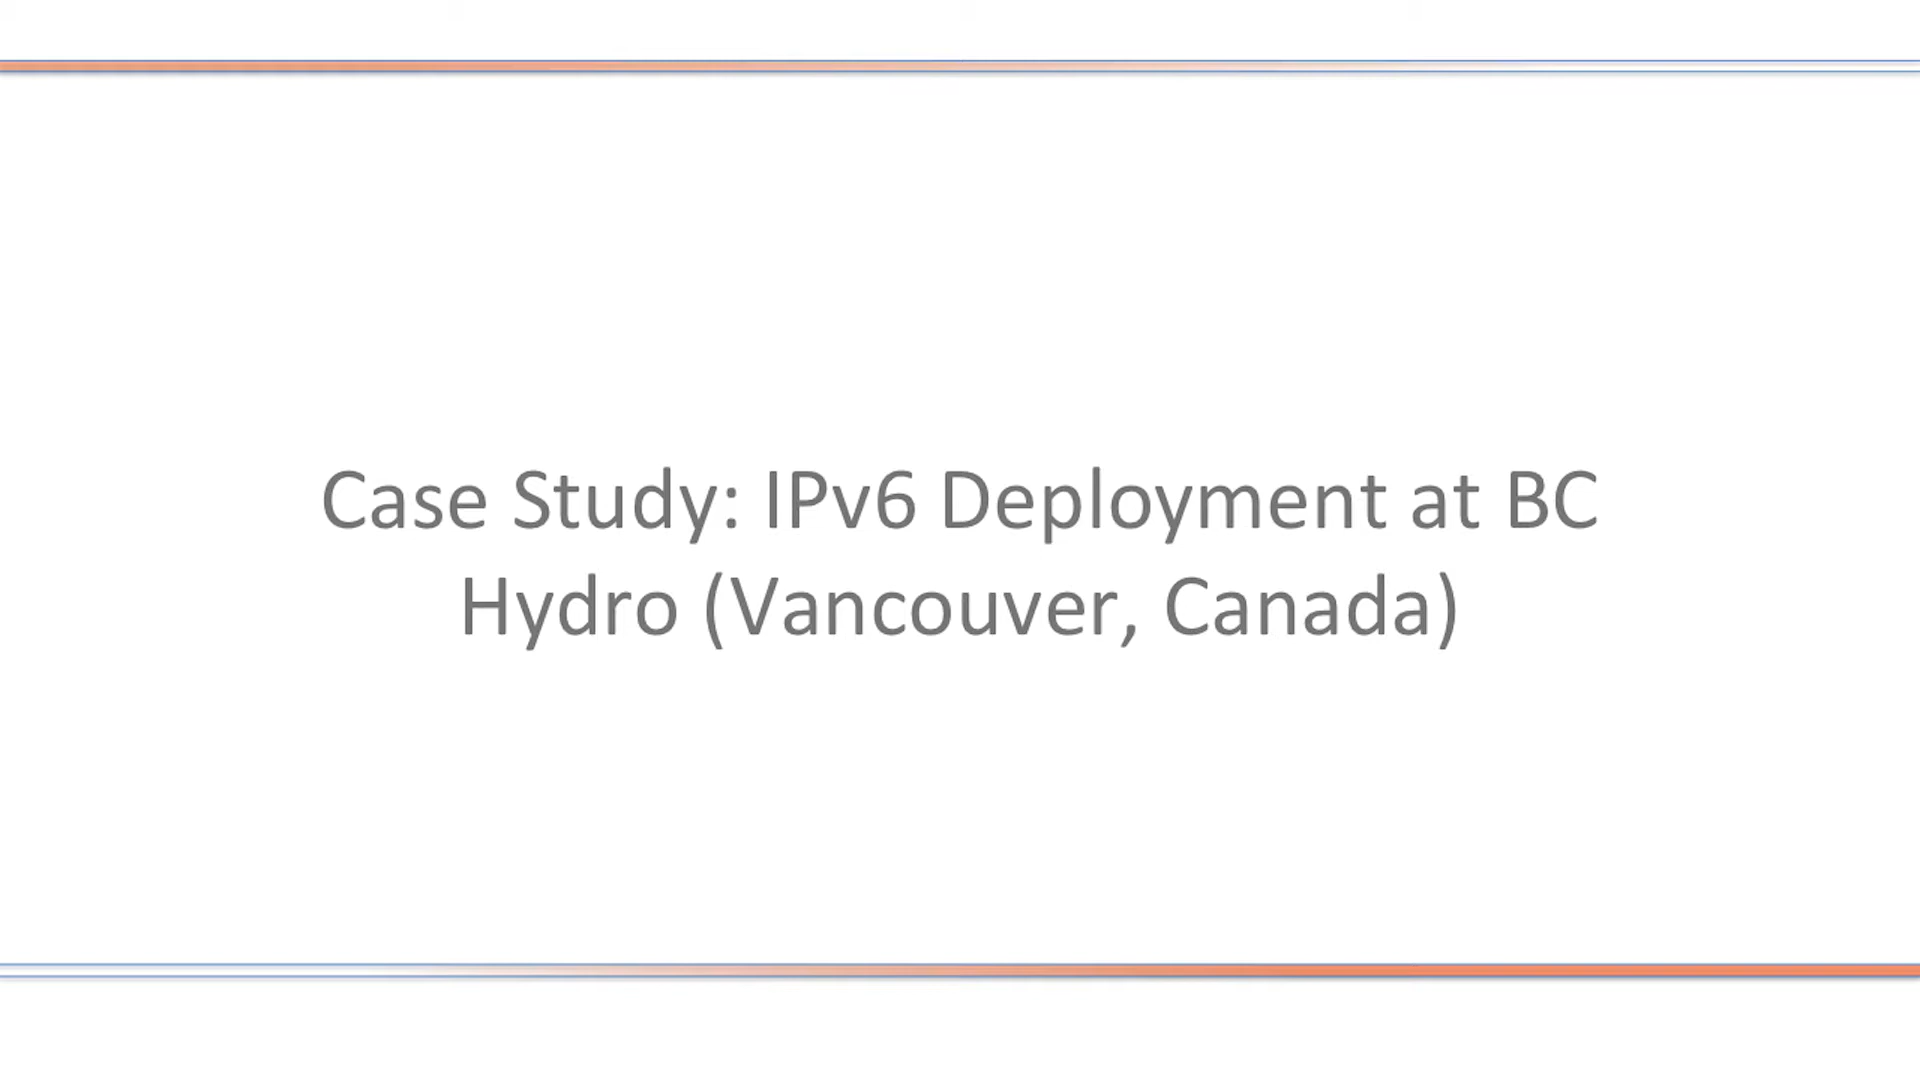 Case Study: IPv6 Deployment at BC
Hydro (Vancouver, Canada)